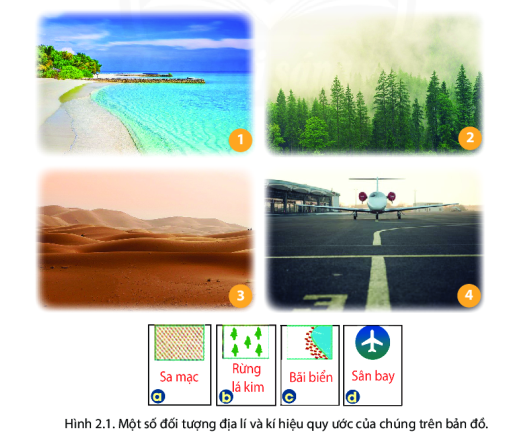 1
2
3
4
Sa mạc
Rừng
lá kim
Bãi biển
Sân bay
a
b
c
d
Hình 2.1. Một số đối tượng địa lí và kí hiệu quy ước của chúng trên bản đồ.